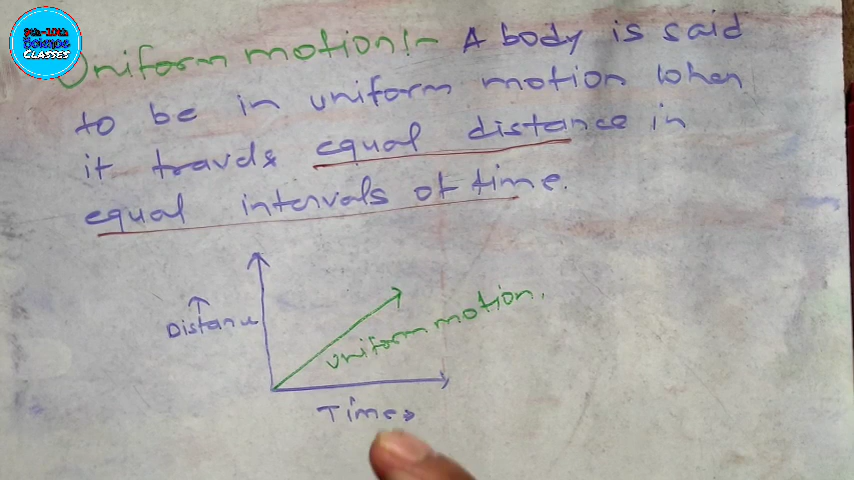 9th-10th
Science
CLASSES
Uniform motion:- A body is said
to be in uniform motion when
it travels equal distance in
equal intervals of time.
Distance
uniform motion.
Time